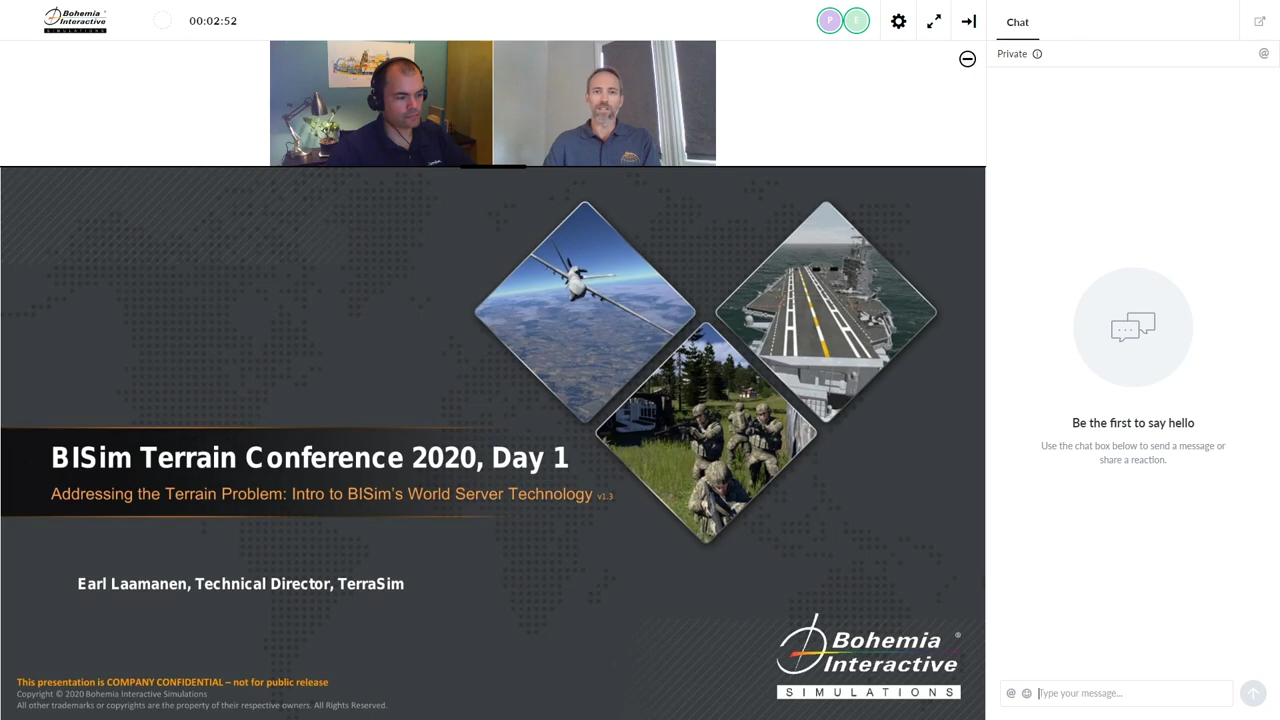 Bohemia
Interactive
SIMULATIONS
00:02:52
P
E
Chat
Private
@
Be the first to say hello
Use the chat box below to send a message or
share a reaction.
@
Type your message...
BISim Terrain Conference 2020, Day 1
Addressing the Terrain Problem: Intro to BISim's World Server Technology v1.3
Earl Laamanen, Technical Director, TerraSim
Bohemia ®
Interactive
SIMULATIONS
This presentation is COMPANY CONFIDENTIAL – not for public release
Copyright © 2020 Bohemia Interactive Simulations
All other trademarks or copyrights are the property of their respective owners. All Rights Reserved.